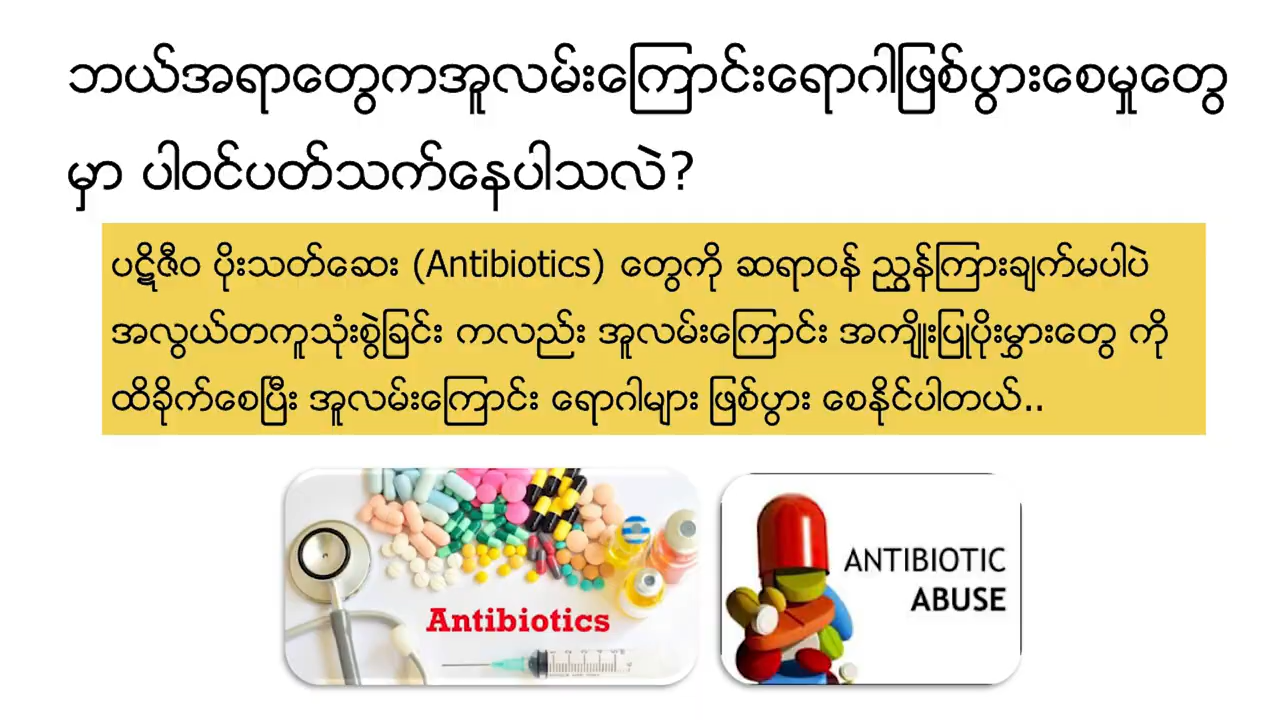 ဘယ်အရာတွေကအူလမ်းကြောင်းရောဂါဖြစ်ပွားစေမှုတွေ
မှာ ပါဝင်ပတ်သက်နေပါသလဲ?
ပဋိဇီဝ ပိုးသတ်ဆေး (Antibiotics) တွေကို ဆရာဝန် ညွှန်ကြားချက်မပါပဲ
အလွယ်တကူသုံးစွဲခြင်း ကလည်း အူလမ်းကြောင်း အကျိုးပြုပိုးမွှားတွေ ကို
ထိခိုက်စေပြီး အူလမ်းကြောင်း ရောဂါများ ဖြစ်ပွား စေနိုင်ပါတယ်..
Antibiotics
ANTIBIOTIC
ABUSE